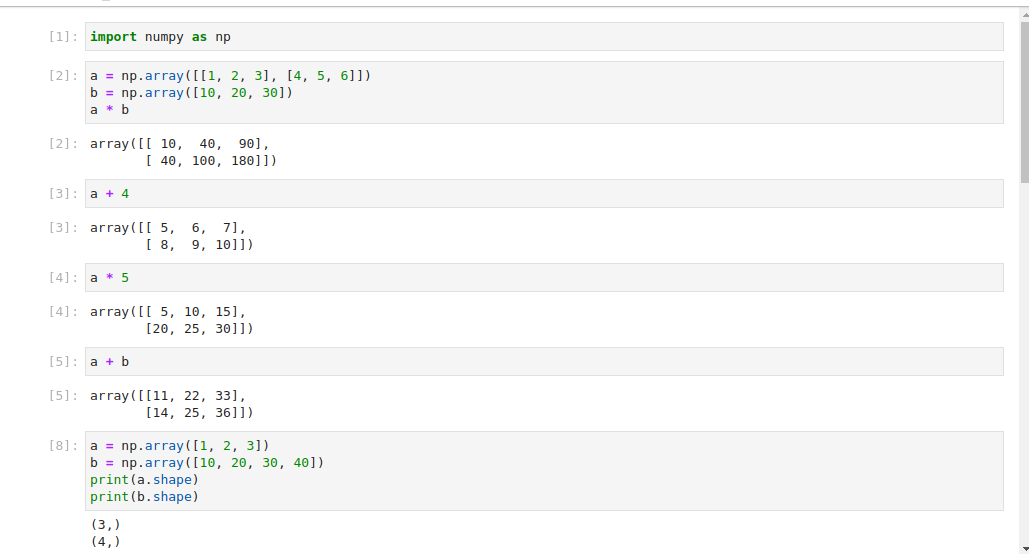 [1]: import numpy as np
[2]: a = np.array([[1, 2, 3], [4, 5, 6]])
b = np.array([10, 20, 30])
a * b
[2]: array([[ 10,  40,  90],
       [ 40, 100, 180]])
[3]: a + 4
[3]: array([[ 5,  6,  7],
       [ 8,  9, 10]])
[4]: a * 5
[4]: array([[ 5, 10, 15],
       [20, 25, 30]])
[5]: a + b
[5]: array([[11, 22, 33],
       [14, 25, 36]])
[8]: a = np.array([1, 2, 3])
b = np.array([10, 20, 30, 40])
print(a.shape)
print(b.shape)
(3,)
(4,)